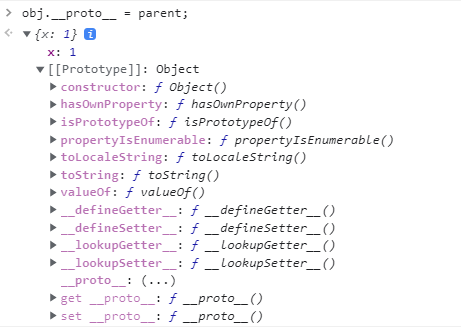 > obj.__proto__ = parent;
{x: 1} i
x: 1
[[Prototype]]: Object
constructor: ƒ Object()
hasOwnProperty: ƒ hasOwnProperty()
isPrototypeOf: ƒ isPrototypeOf()
propertyIsEnumerable: ƒ propertyIsEnumerable()
toLocaleString: ƒ toLocaleString()
toString: ƒ toString()
valueOf: ƒ valueOf()
__defineGetter__: ƒ __defineGetter__()
__defineSetter__: ƒ __defineSetter__()
__lookupGetter__: ƒ __lookupGetter__()
__lookupSetter__: ƒ __lookupSetter__()
__proto__: (...)
get __proto__: ƒ __proto__()
set __proto__: ƒ __proto__()